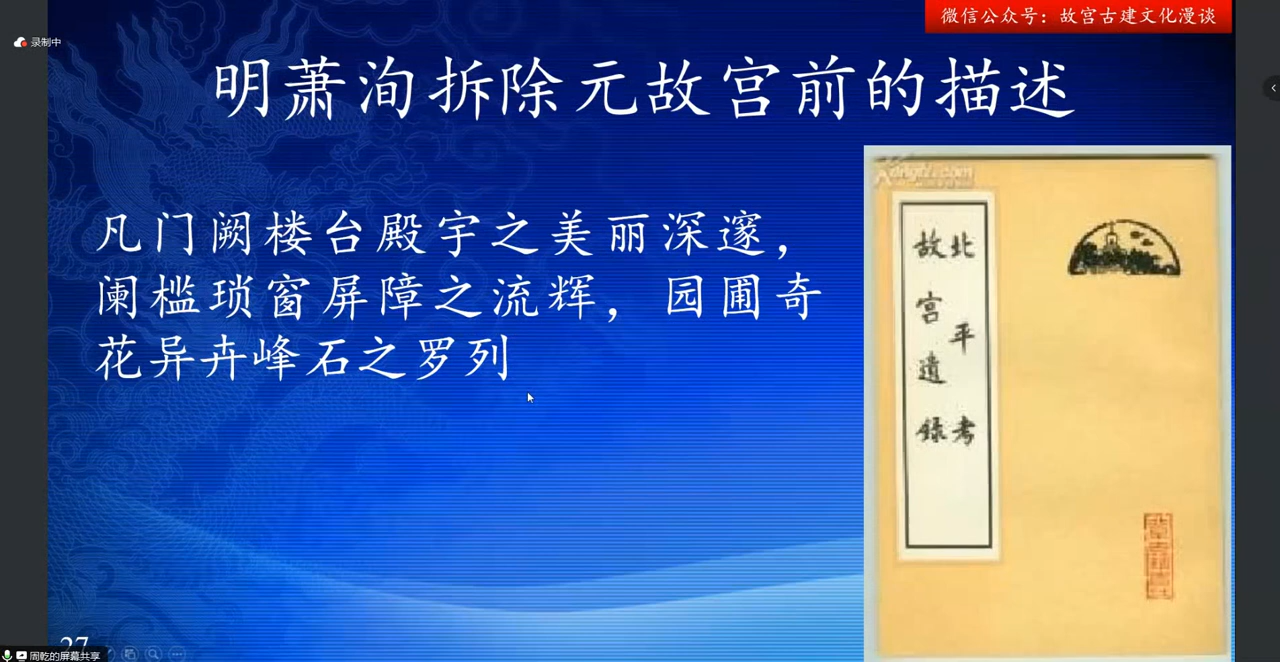 微信公众号：故宫古建文化漫谈
录制中
明萧洵拆除元故宫前的描述
凡门阙楼台殿宇之美丽深邃，
阑槛琐窗屏障之流辉，园圃奇
花异卉峰石之罗列
北平考
故宫遗录
27
周乾的屏幕共享